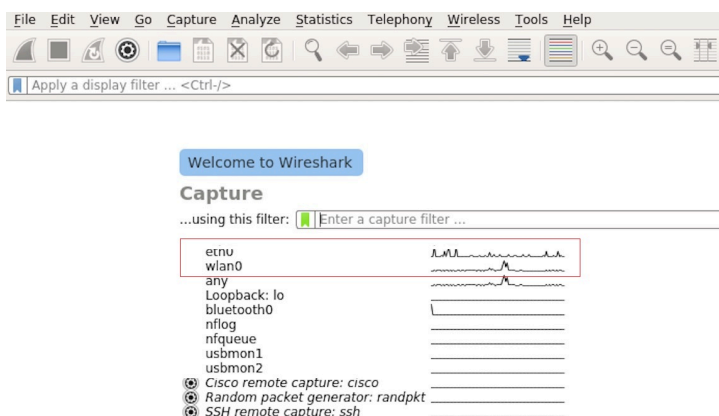 File Edit View Go Capture Analyze Statistics Telephony Wireless Tools Help
Apply a display filter ... <Ctrl-/>
Welcome to Wireshark
Capture
...using this filter: Enter a capture filter ...
eth0
wlan0
any
Loopback: lo
bluetooth0
nflog
nfqueue
usbmon1
usbmon2
Cisco remote capture: cisco
Random packet generator: randpkt
SSH remote capture: ssh